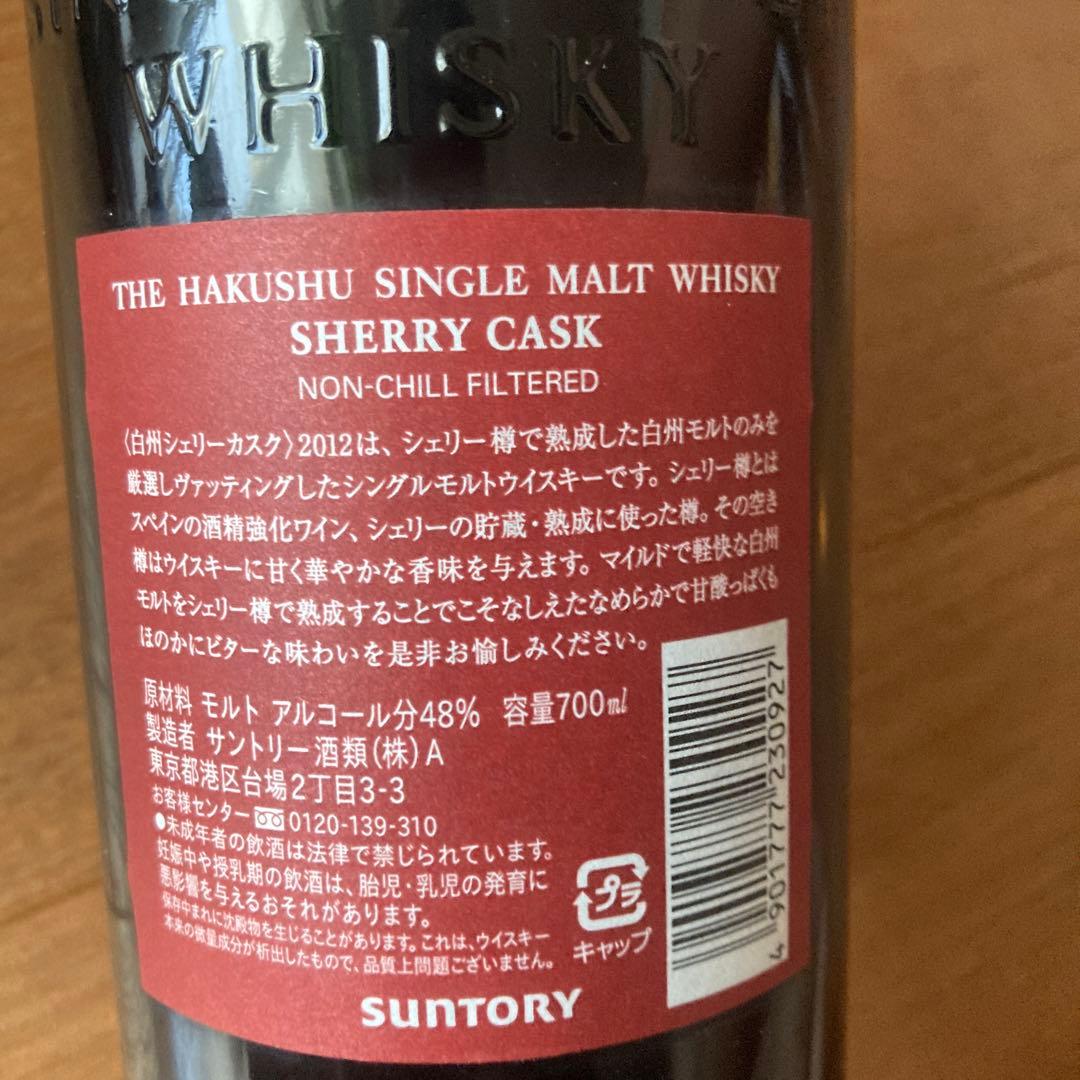 WHISKY
THE HAKUSHU SINGLE MALT WHISKY
SHERRY CASK
NON-CHILL FILTERED
〈白州シェリーカスク〉2012は、シェリー樽で熟成した白州モルトのみを
厳選しヴァッティングしたシングルモルトウイスキーです。シェリー樽とは
スペインの酒精強化ワイン、シェリーの貯蔵・熟成に使った樽。その空き
樽はウイスキーに甘く華やかな香味を与えます。マイルドで軽快な白州
モルトをシェリー樽で熟成することでこそなしえたなめらかで甘酸っぱくも
ほのかにビターな味わいを是非お愉しみください。
原材料 モルト アルコール分48% 容量700ml
製造者 サントリー酒類(株)A
東京都港区台場2丁目3-3
お客様センター 0120-139-310
●未成年者の飲酒は法律で禁じられています。
妊娠中や授乳期の飲酒は、胎児・乳児の発育に
悪影響を与えるおそれがあります。
保存中まれに沈殿物を生じることがあります。これは、ウイスキー
本来の微量成分が析出したもので、品質上問題ございません。
プラ
キャップ
4 901777 230927
SUNTORY